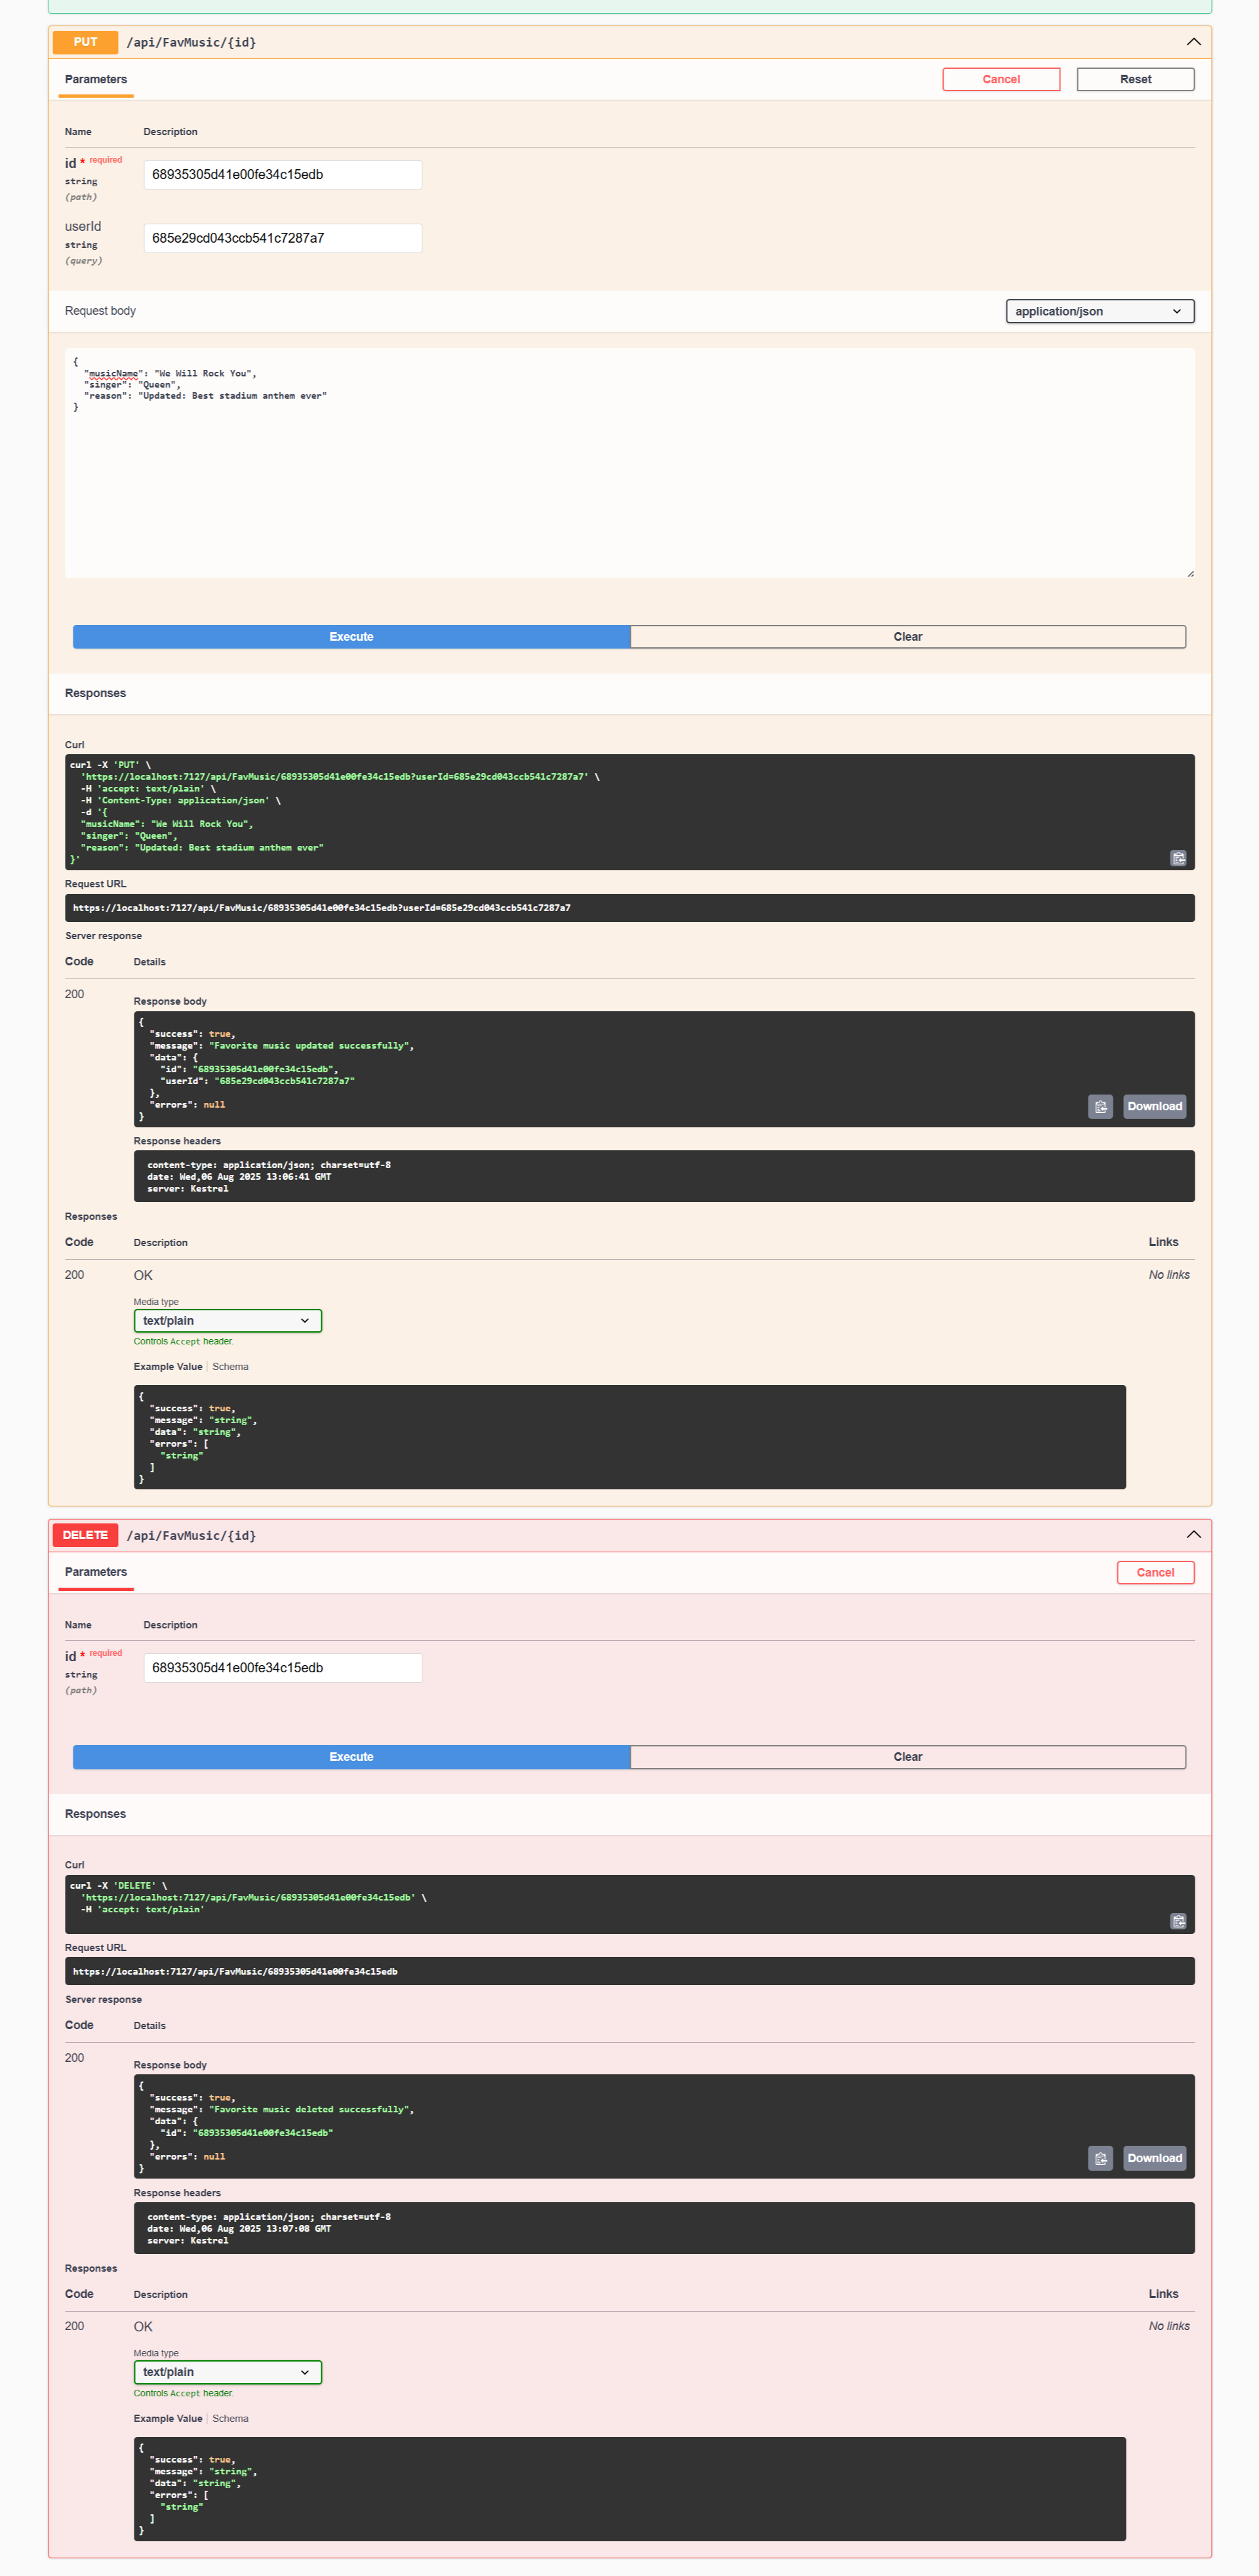 PUT /api/FavMusic/{id}
Parameters Cancel Reset
Name Description
id * required
string
(path)
68935305d41e00fe34c15edb
userId
string
(query)
685e29cd043ccb541c7287a7
Request body application/json
{
  "musicName": "We Will Rock You",
  "singer": "Queen",
  "reason": "Updated: Best stadium anthem ever"
}
Execute Clear
Responses
Curl
curl -X 'PUT' \
  'https://localhost:7127/api/FavMusic/68935305d41e00fe34c15edb?userId=685e29cd043ccb541c7287a7' \
  -H 'accept: text/plain' \
  -H 'Content-Type: application/json' \
  -d '{
  "musicName": "We Will Rock You",
  "singer": "Queen",
  "reason": "Updated: Best stadium anthem ever"
}'
Request URL
https://localhost:7127/api/FavMusic/68935305d41e00fe34c15edb?userId=685e29cd043ccb541c7287a7
Server response
Code Details
200
Response body
{
  "success": true,
  "message": "Favorite music updated successfully",
  "data": {
    "id": "68935305d41e00fe34c15edb",
    "userId": "685e29cd043ccb541c7287a7"
  },
  "errors": null
}
Download
Response headers
content-type: application/json; charset=utf-8
date: Wed,06 Aug 2025 13:06:41 GMT
server: Kestrel
Responses
Code Description Links
200 OK No links
Media type
text/plain
Controls Accept header.
Example Value Schema
{
  "success": true,
  "message": "string",
  "data": "string",
  "errors": [
    "string"
  ]
}
DELETE /api/FavMusic/{id}
Parameters Cancel
Name Description
id * required
string
(path)
68935305d41e00fe34c15edb
Execute Clear
Responses
Curl
curl -X 'DELETE' \
  'https://localhost:7127/api/FavMusic/68935305d41e00fe34c15edb' \
  -H 'accept: text/plain'
Request URL
https://localhost:7127/api/FavMusic/68935305d41e00fe34c15edb
Server response
Code Details
200
Response body
{
  "success": true,
  "message": "Favorite music deleted successfully",
  "data": {
    "id": "68935305d41e00fe34c15edb"
  },
  "errors": null
}
Download
Response headers
content-type: application/json; charset=utf-8
date: Wed,06 Aug 2025 13:07:08 GMT
server: Kestrel
Responses
Code Description Links
200 OK No links
Media type
text/plain
Controls Accept header.
Example Value Schema
{
  "success": true,
  "message": "string",
  "data": "string",
  "errors": [
    "string"
  ]
}